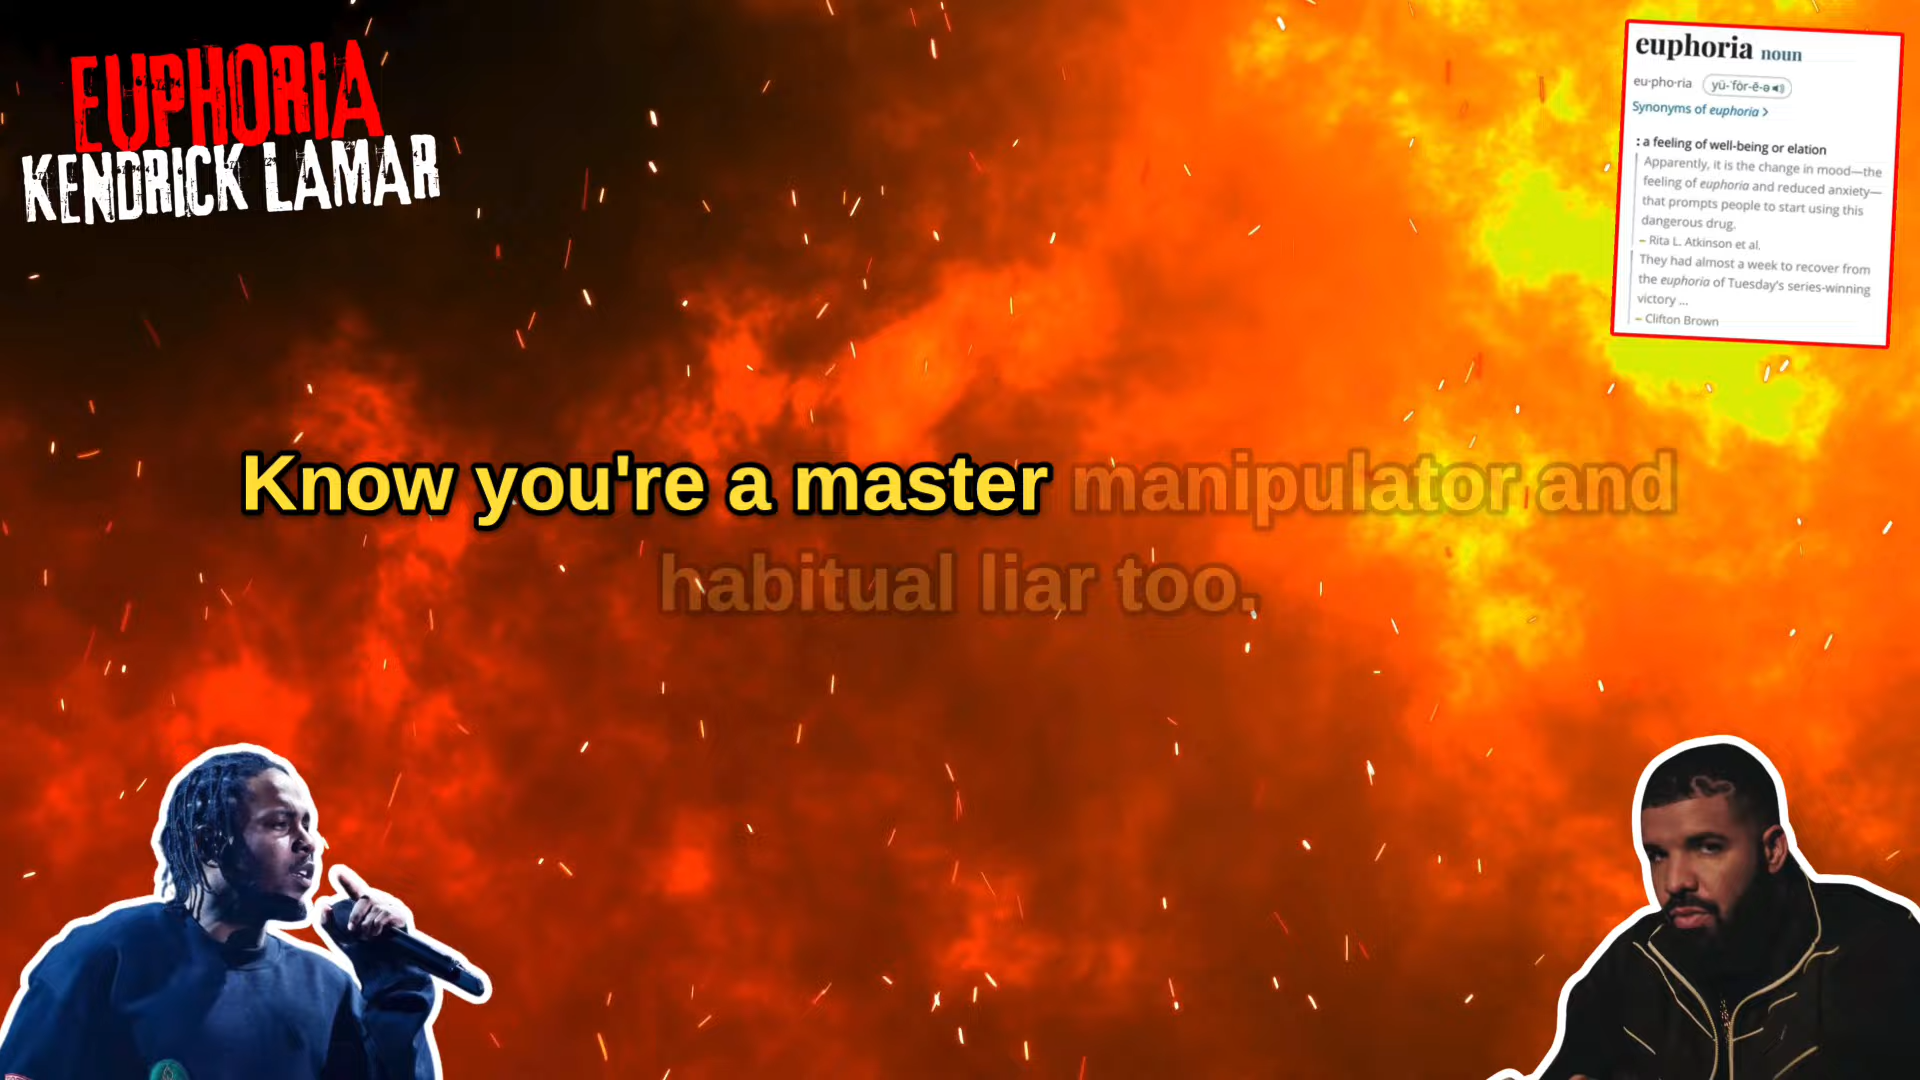 EUPHORIA
KENDRICK LAMAR
euphoria noun
eu·pho·ria yü-ˈfȯr-ē-ə
Synonyms of euphoria >
: a feeling of well-being or elation
Apparently, it is the change in mood—the
feeling of euphoria and reduced anxiety—
that prompts people to start using this
dangerous drug.
– Rita L. Atkinson et al.
They had almost a week to recover from
the euphoria of Tuesday's series-winning
victory ...
– Clifton Brown
Know you're a master manipulator and
habitual liar too.